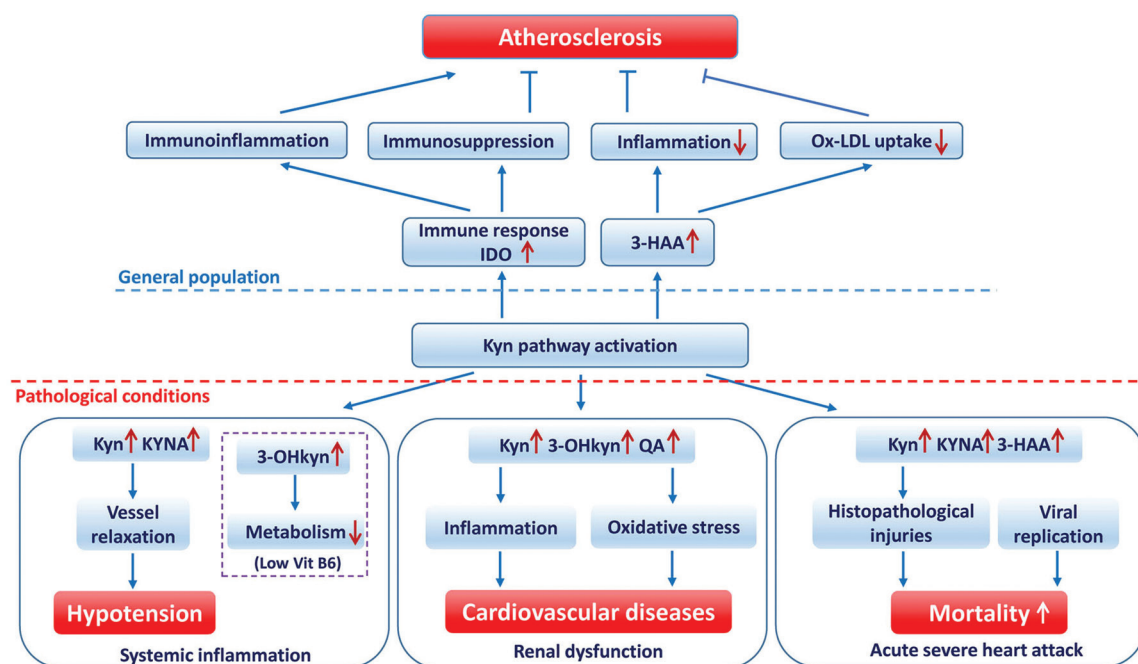 Atherosclerosis
Immunoinflammation
Immunosuppression
Inflammation↓
Ox-LDL uptake↓
Immune response
IDO ↑
3-HAA↑
General population
Kyn pathway activation
Pathological conditions
Kyn↑ KYNA↑
3-OHkyn↑
Vessel
relaxation
Metabolism↓
(Low Vit B6)
Hypotension
Systemic inflammation
Kyn↑ 3-OHkyn↑ QA↑
Inflammation
Oxidative stress
Cardiovascular diseases
Renal dysfunction
Kyn↑ KYNA↑ 3-HAA↑
Histopathological
injuries
Viral
replication
Mortality ↑
Acute severe heart attack